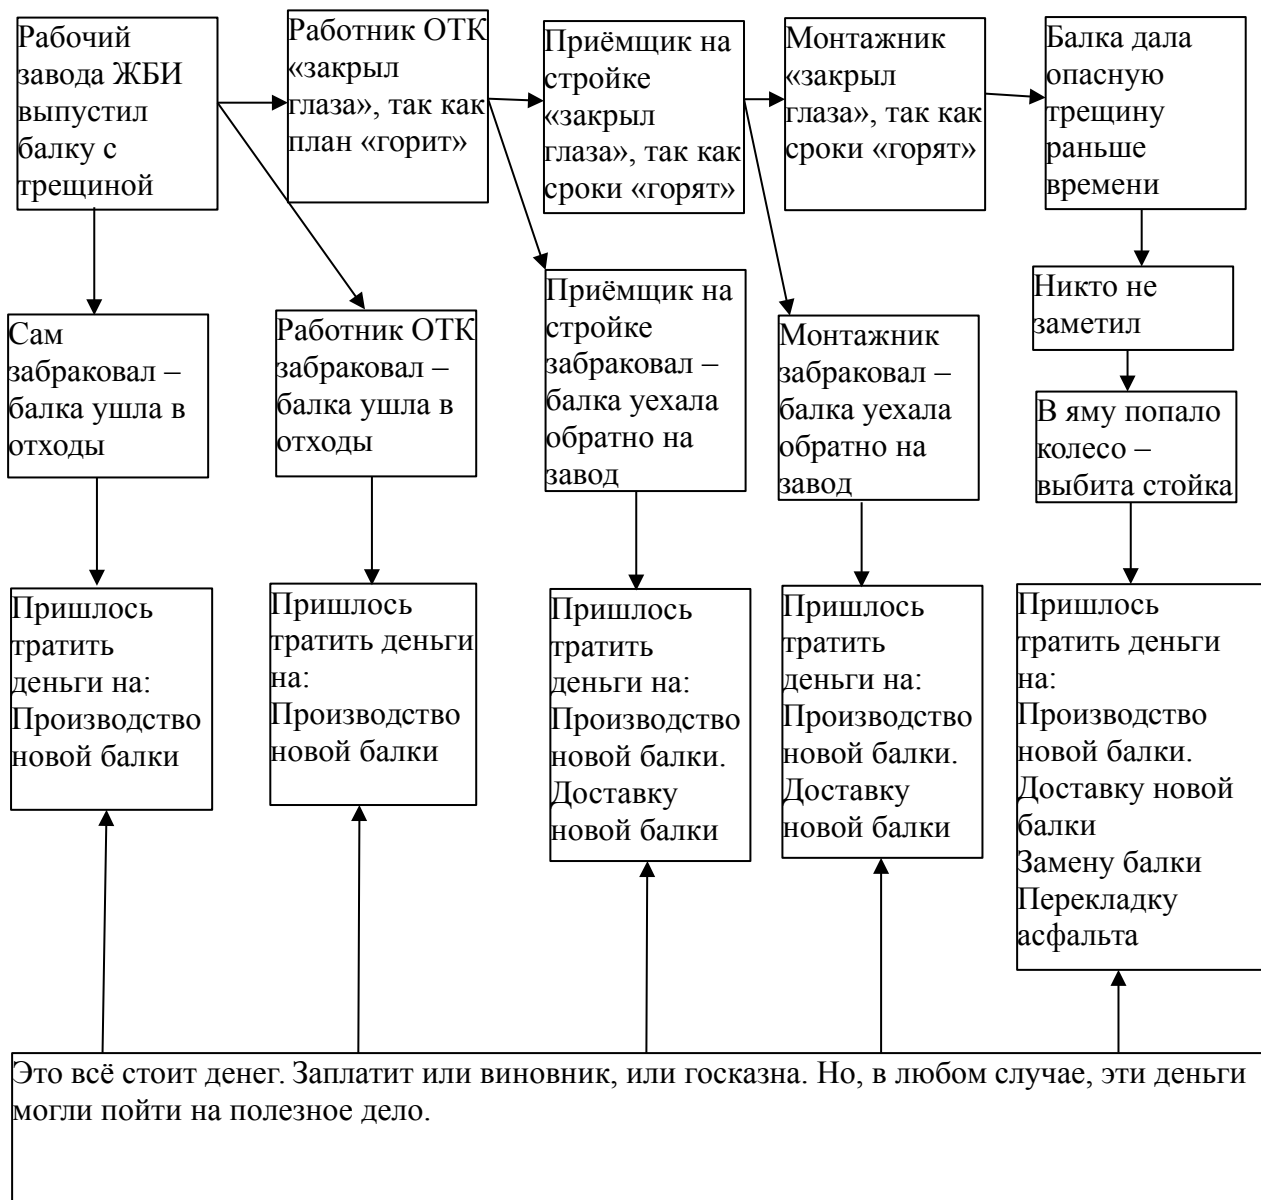 Рабочий
завода ЖБИ
выпустил
балку с
трещиной
Работник ОТК
«закрыл
глаза», так как
план «горит»
Приёмщик на
стройке
«закрыл
глаза», так как
сроки «горят»
Монтажник
«закрыл
глаза», так как
сроки «горят»
Балка дала
опасную
трещину
раньше
времени
Сам
забраковал –
балка ушла в
отходы
Работник ОТК
забраковал –
балка ушла в
отходы
Приёмщик на
стройке
забраковал –
балка уехала
обратно на
завод
Монтажник
забраковал –
балка уехала
обратно на
завод
Никто не
заметил
В яму попало
колесо –
выбита стойка
Пришлось
тратить
деньги на:
Производство
новой балки
Пришлось
тратить деньги
на:
Производство
новой балки
Пришлось
тратить
деньги на:
Производство
новой балки.
Доставку
новой балки
Пришлось
тратить
деньги на:
Производство
новой балки.
Доставку
новой балки
Пришлось
тратить деньги
на:
Производство
новой балки.
Доставку новой
балки
Замену балки
Перекладку
асфальта
Это всё стоит денег. Заплатит или виновник, или госказна. Но, в любом случае, эти деньги
могли пойти на полезное дело.